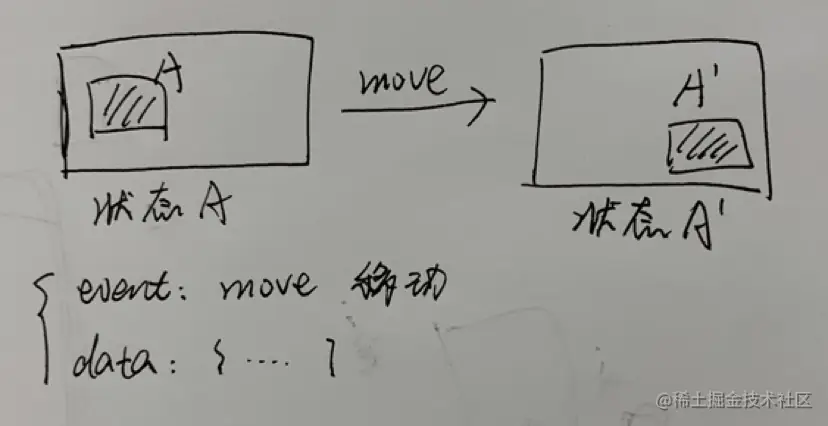 A
move
A'
状态 A
状态 A'
event: move 移动
data: { .... }
@稀土掘金技术社区